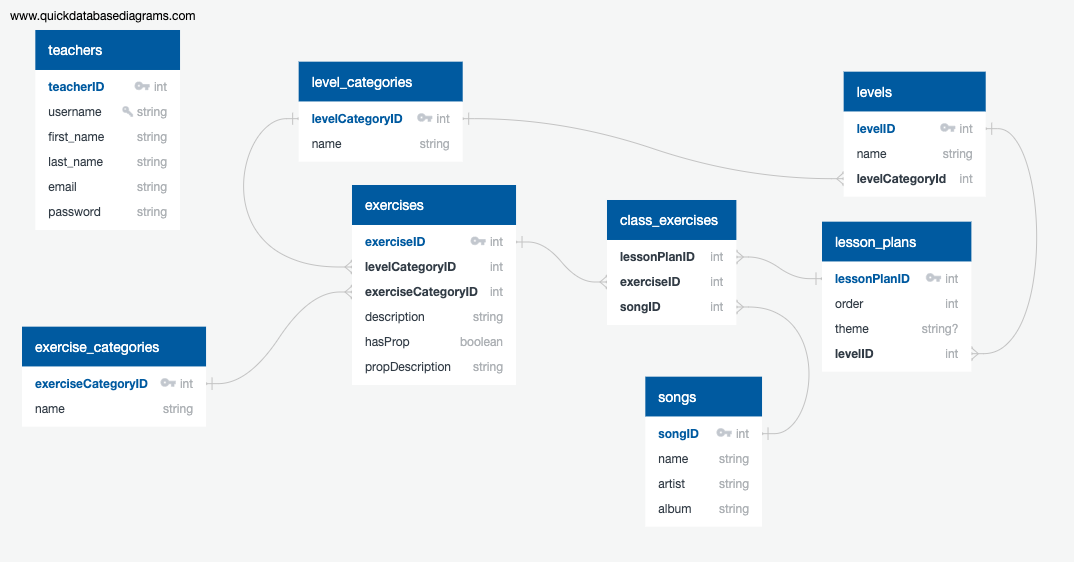 www.quickdatabasediagrams.com
teachers
teacherID int
username string
first_name string
last_name string
email string
password string
level_categories
levelCategoryID int
name string
levels
levelID int
name string
levelCategoryId int
exercises
exerciseID int
levelCategoryID int
exerciseCategoryID int
description string
hasProp boolean
propDescription string
class_exercises
lessonPlanID int
exerciseID int
songID int
lesson_plans
lessonPlanID int
order int
theme string?
levelID int
exercise_categories
exerciseCategoryID int
name string
songs
songID int
name string
artist string
album string